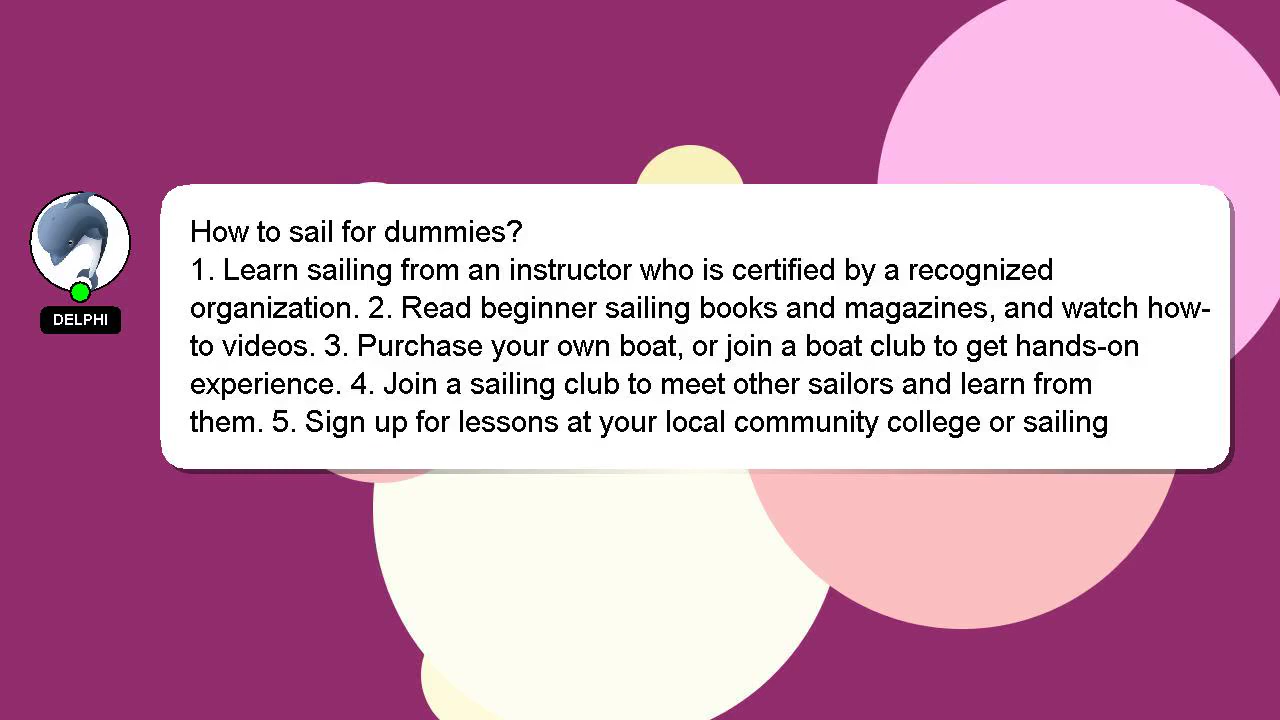 How to sail for dummies?
1. Learn sailing from an instructor who is certified by a recognized
organization. 2. Read beginner sailing books and magazines, and watch how-
to videos. 3. Purchase your own boat, or join a boat club to get hands-on
experience. 4. Join a sailing club to meet other sailors and learn from
them. 5. Sign up for lessons at your local community college or sailing
DELPHI